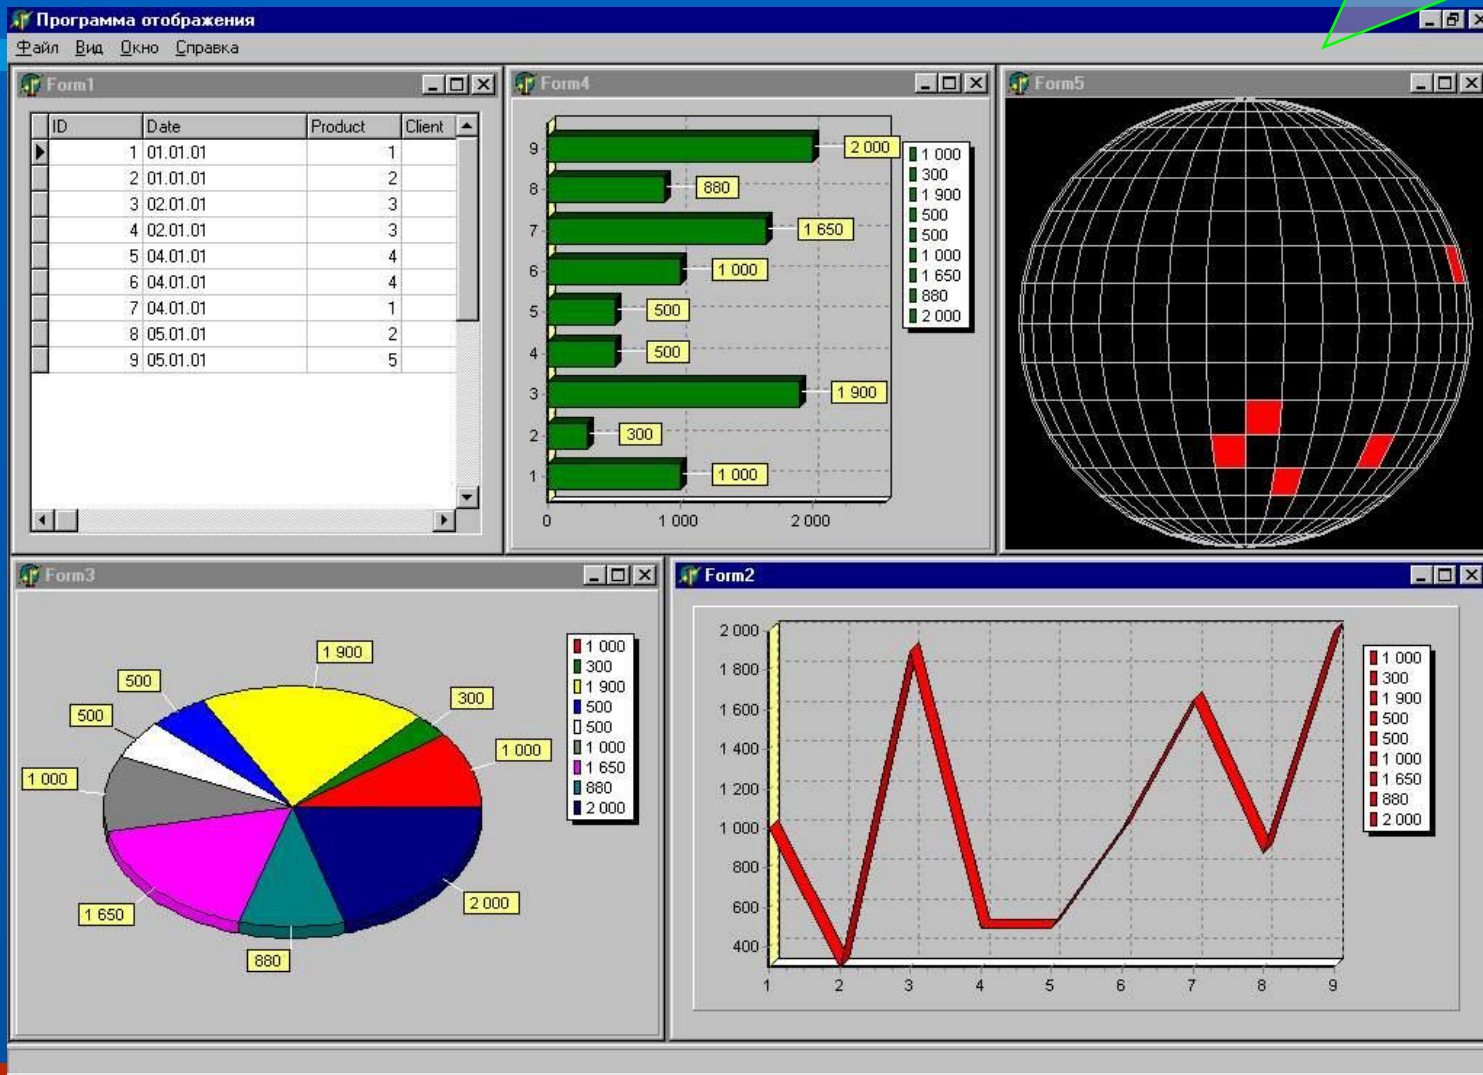 Программа отображения
Файл Вид Окно Справка
Form1
ID Date Product Client
1 01.01.01 1
2 01.01.01 2
3 02.01.01 3
4 02.01.01 3
5 04.01.01 4
6 04.01.01 4
7 04.01.01 1
8 05.01.01 2
9 05.01.01 5
Form4
9 2 000
8 880
7 1 650
6 1 000
5 500
4 500
3 1 900
2 300
1 1 000
0 1 000 2 000
1 000
300
1 900
500
500
1 000
1 650
880
2 000
Form5
Form3
1 900
500
300
500
1 000
1 000
1 650
2 000
880
1 000
300
1 900
500
500
1 000
1 650
880
2 000
Form2
2 000
1 800
1 600
1 400
1 200
1 000
800
600
400
1 2 3 4 5 6 7 8 9
1 000
300
1 900
500
500
1 000
1 650
880
2 000